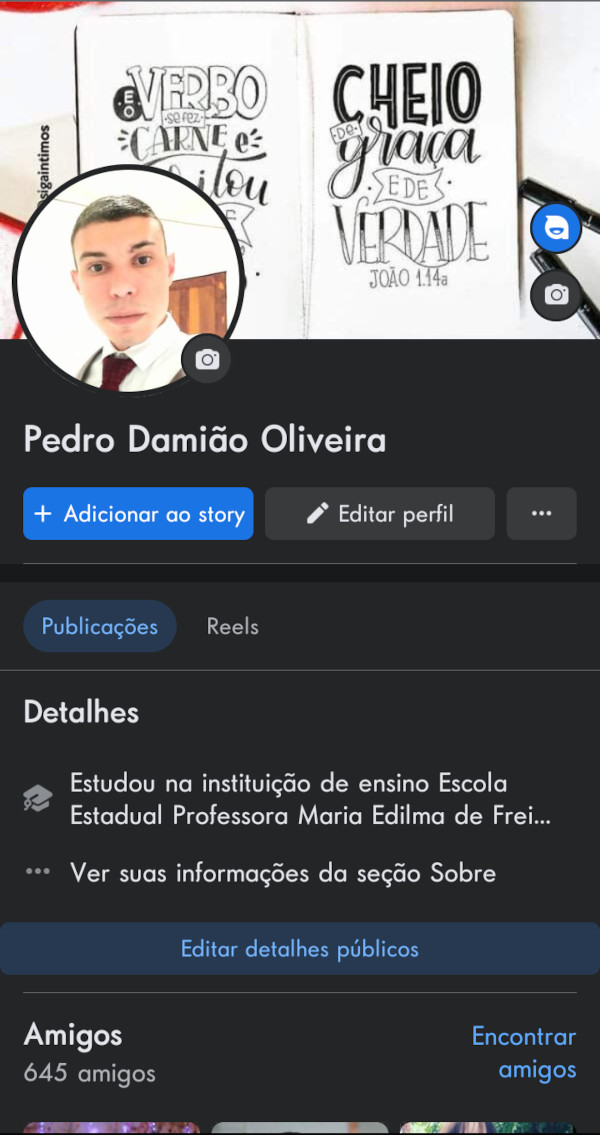 E O VERBO
se fez
CARNE e
@sigaintimos
CHEIO
DE graça
E DE
VERDADE
JOÃO 1.14a
Pedro Damião Oliveira
+ Adicionar ao story
Editar perfil
Publicações
Reels
Detalhes
Estudou na instituição de ensino Escola
Estadual Professora Maria Edilma de Frei...
Ver suas informações da seção Sobre
Editar detalhes públicos
Amigos
Encontrar
645 amigos
amigos